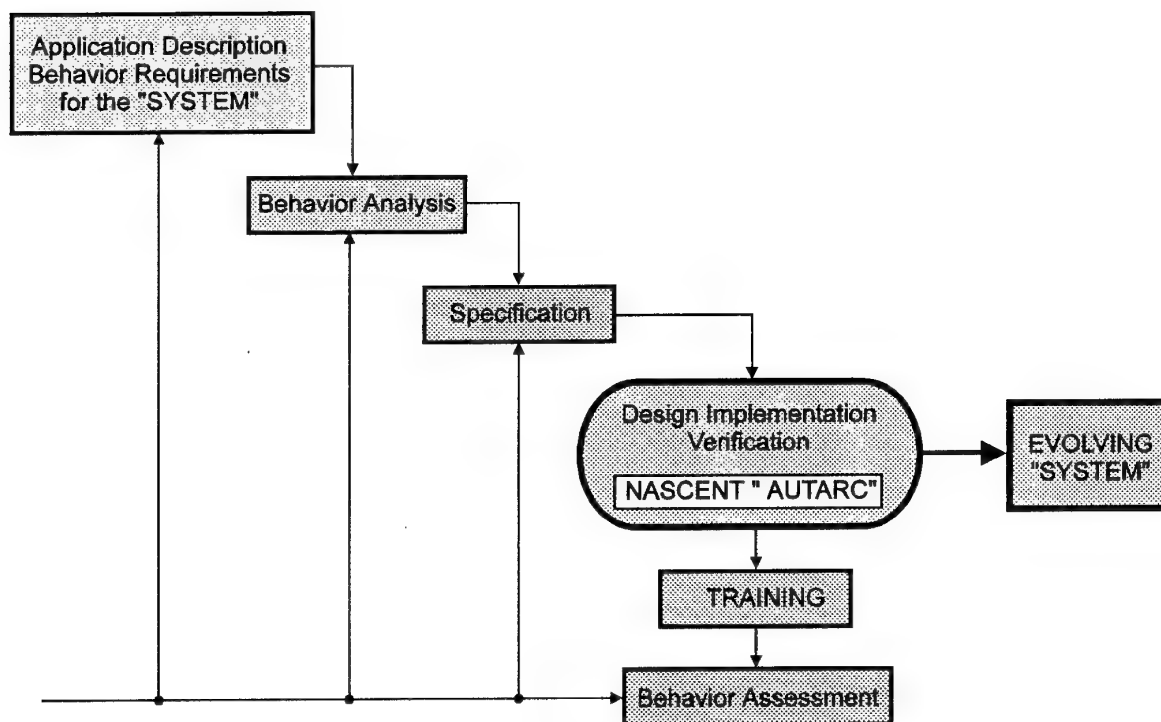 Application Description
Behavior Requirements
for the "SYSTEM"
Behavior Analysis
Specification
Design Implementation
Verification
NASCENT " AUTARC"
EVOLVING
"SYSTEM"
TRAINING
Behavior Assessment